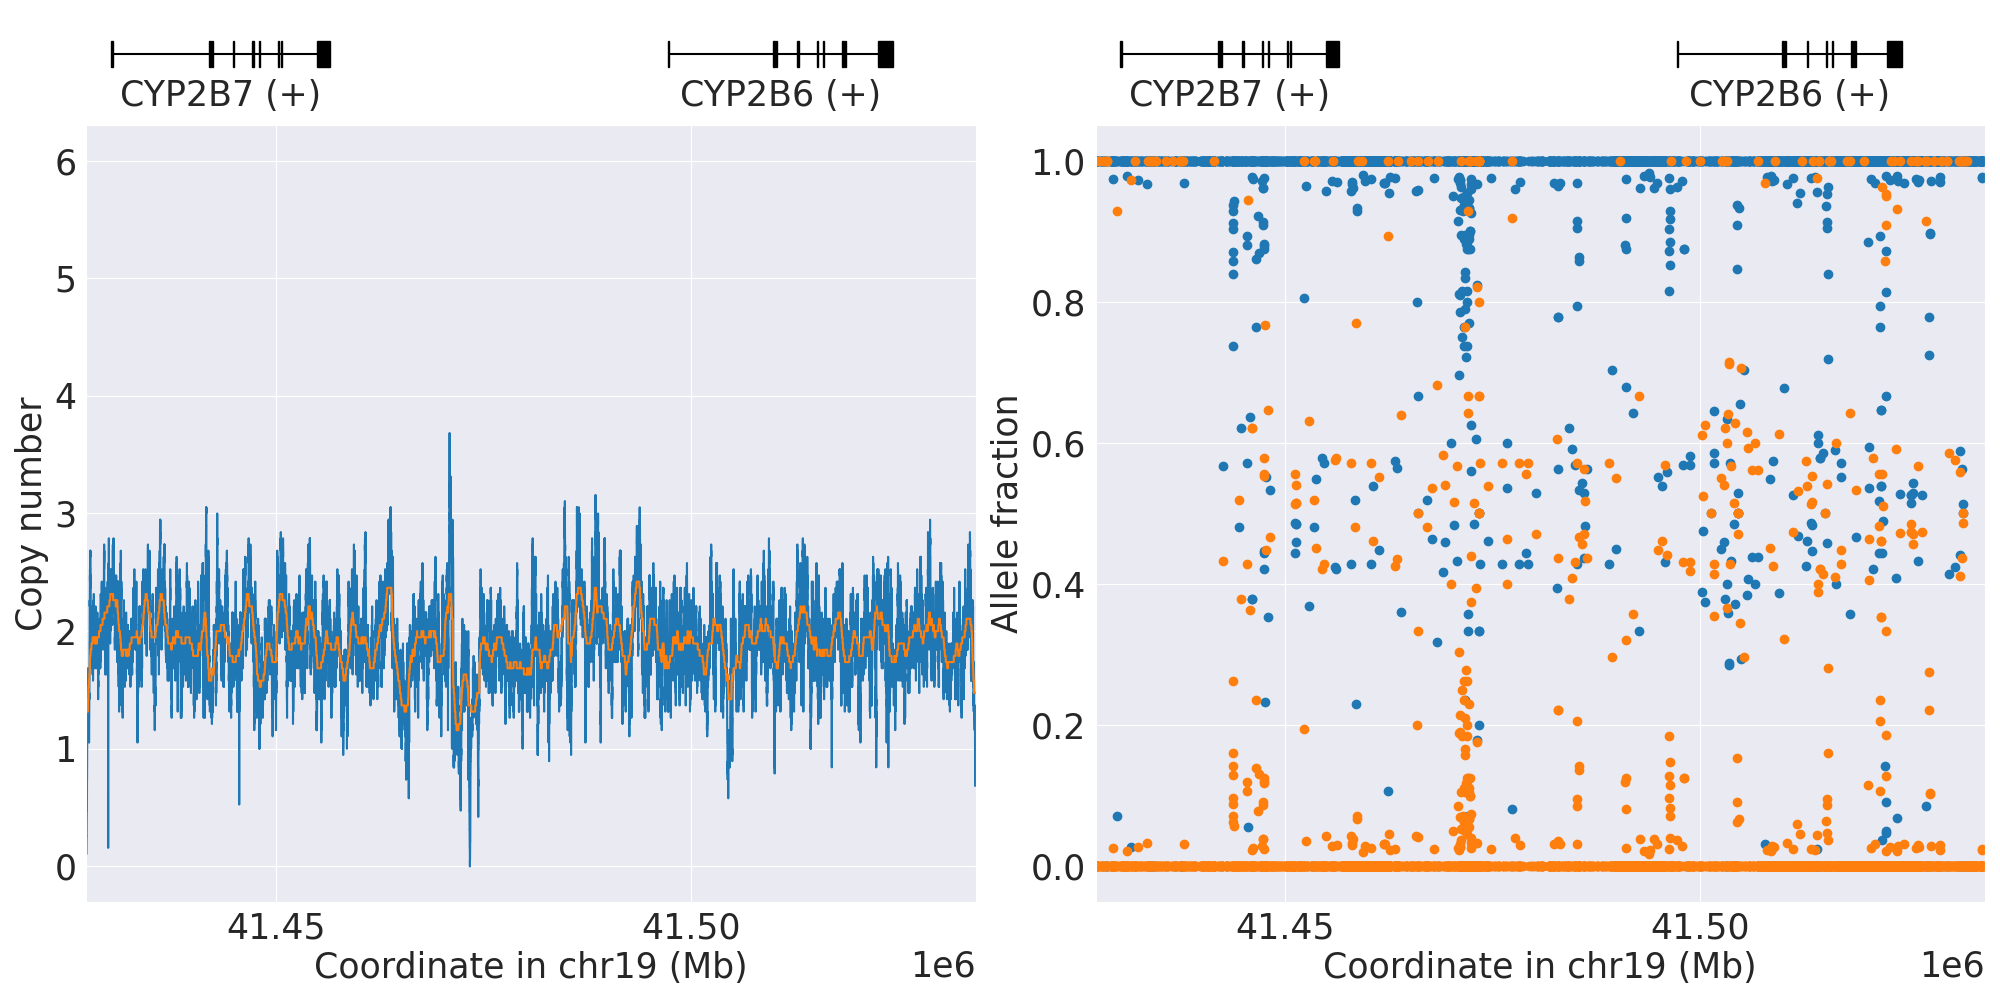 CYP2B7 (+) CYP2B6 (+)
6
5
4
3
2
1
0
Copy number
41.45 41.50
Coordinate in chr19 (Mb) 1e6
CYP2B7 (+) CYP2B6 (+)
1.0
0.8
0.6
0.4
0.2
0.0
Allele fraction
41.45 41.50
Coordinate in chr19 (Mb) 1e6